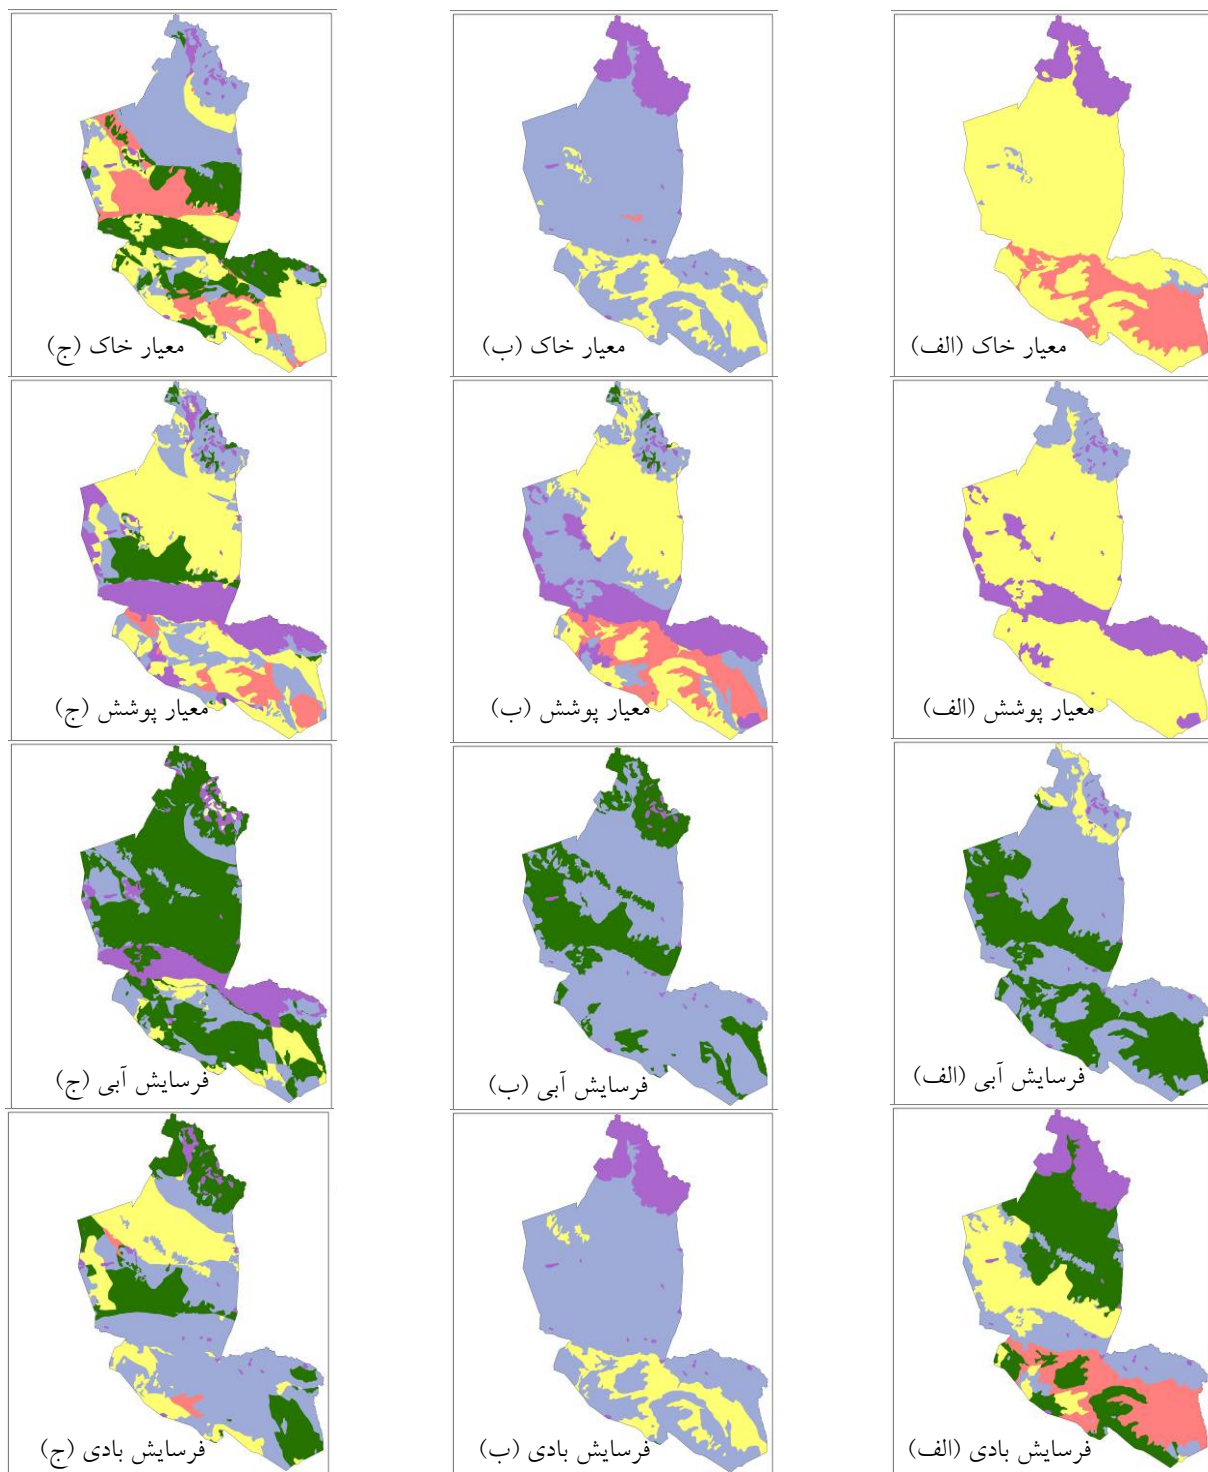 معیار خاک (الف)
معیار خاک (ب)
معیار خاک (ج)
معیار پوشش (الف)
معیار پوشش (ب)
معیار پوشش (ج)
فرسایش آبی (الف)
فرسایش آبی (ب)
فرسایش آبی (ج)
فرسایش بادی (الف)
فرسایش بادی (ب)
فرسایش بادی (ج)